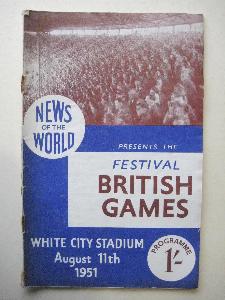 NEWS
OF THE
WORLD
PRESENTS THE
FESTIVAL
BRITISH
GAMES
WHITE CITY STADIUM
August 11th
1951
PROGRAMME
1/-